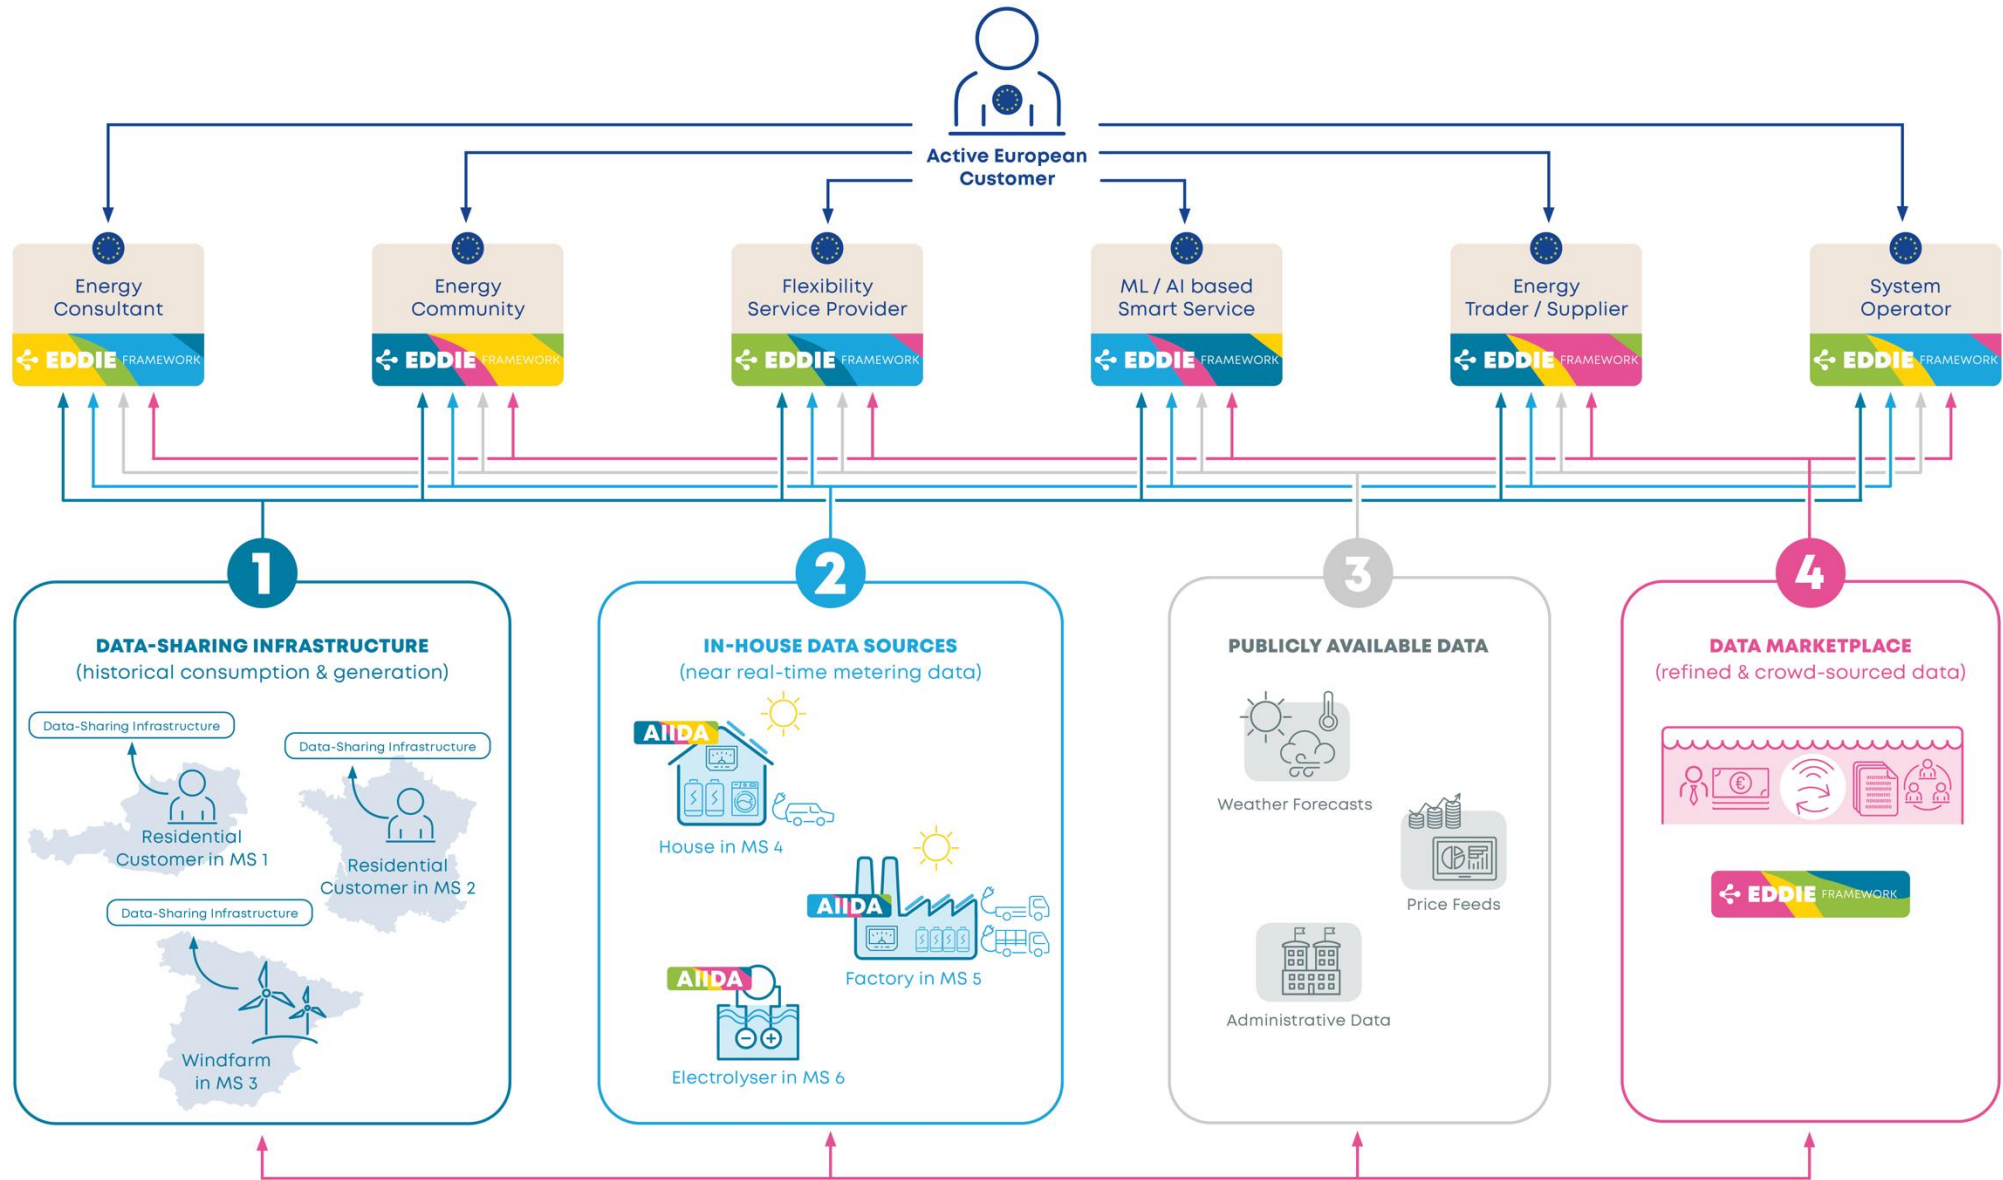 Active European
Customer
Energy
Consultant
EDDIE FRAMEWORK
Energy
Community
EDDIE FRAMEWORK
Flexibility
Service Provider
EDDIE FRAMEWORK
ML / AI based
Smart Service
EDDIE FRAMEWORK
Energy
Trader / Supplier
EDDIE FRAMEWORK
System
Operator
EDDIE FRAMEWORK
1
DATA-SHARING INFRASTRUCTURE
(historical consumption & generation)
Data-Sharing Infrastructure
Residential
Customer in MS 1
Data-Sharing Infrastructure
Residential
Customer in MS 2
Data-Sharing Infrastructure
Windfarm
in MS 3
2
IN-HOUSE DATA SOURCES
(near real-time metering data)
AIIDA
House in MS 4
AIIDA
Factory in MS 5
AIIDA
Electrolyser in MS 6
3
PUBLICLY AVAILABLE DATA
Weather Forecasts
Price Feeds
Administrative Data
4
DATA MARKETPLACE
(refined & crowd-sourced data)
€
EDDIE FRAMEWORK